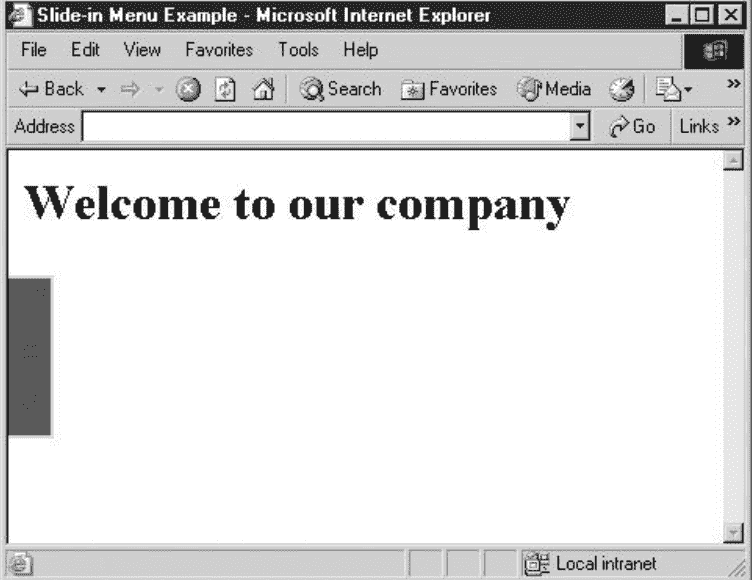 Slide-in Menu Example - Microsoft Internet Explorer
File Edit View Favorites Tools Help
Back Search Favorites Media »
Address Go Links »
Welcome to our company
Local intranet